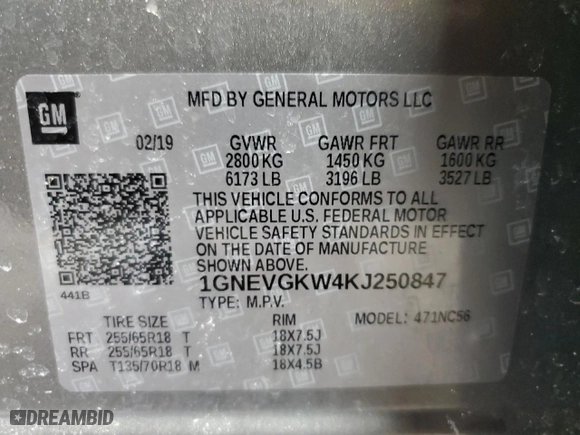 GM
MFD BY GENERAL MOTORS LLC
02/19 GVWR GAWR FRT GAWR RR
2800 KG 1450 KG 1600 KG
6173 LB 3196 LB 3527 LB
THIS VEHICLE CONFORMS TO ALL
APPLICABLE U.S. FEDERAL MOTOR
VEHICLE SAFETY STANDARDS IN EFFECT
ON THE DATE OF MANUFACTURE
SHOWN ABOVE.
441B
1GNEVGKW4KJ250847
TYPE: M.P.V.
TIRE SIZE RIM MODEL: 471NC56
FRT 255/65R18 T 18X7.5J
RR 255/65R18 T 18X7.5J
SPA T135/70R18 M 18X4.5B
DREAMBID